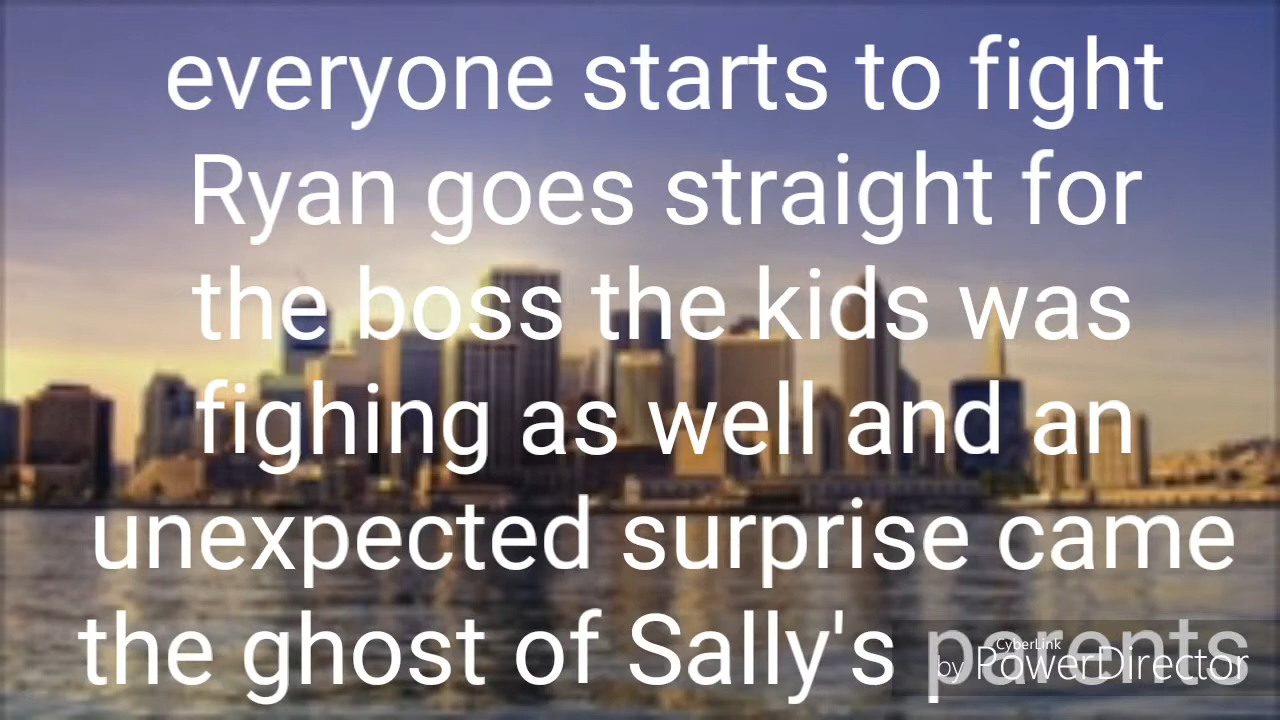 everyone starts to fight
Ryan goes straight for
the boss the kids was
fighing as well and an
unexpected surprise came
the ghost of Sally's parents
by CyberLink PowerDirector